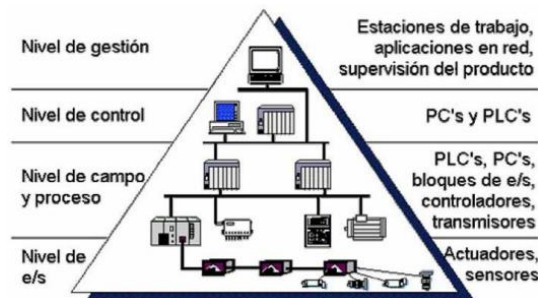 Nivel de gestión
Estaciones de trabajo,
aplicaciones en red,
supervisión del producto
Nivel de control
PC's y PLC's
Nivel de campo
y proceso
PLC's, PC's,
bloques de e/s,
controladores,
transmisores
Nivel de
e/s
Actuadores,
sensores